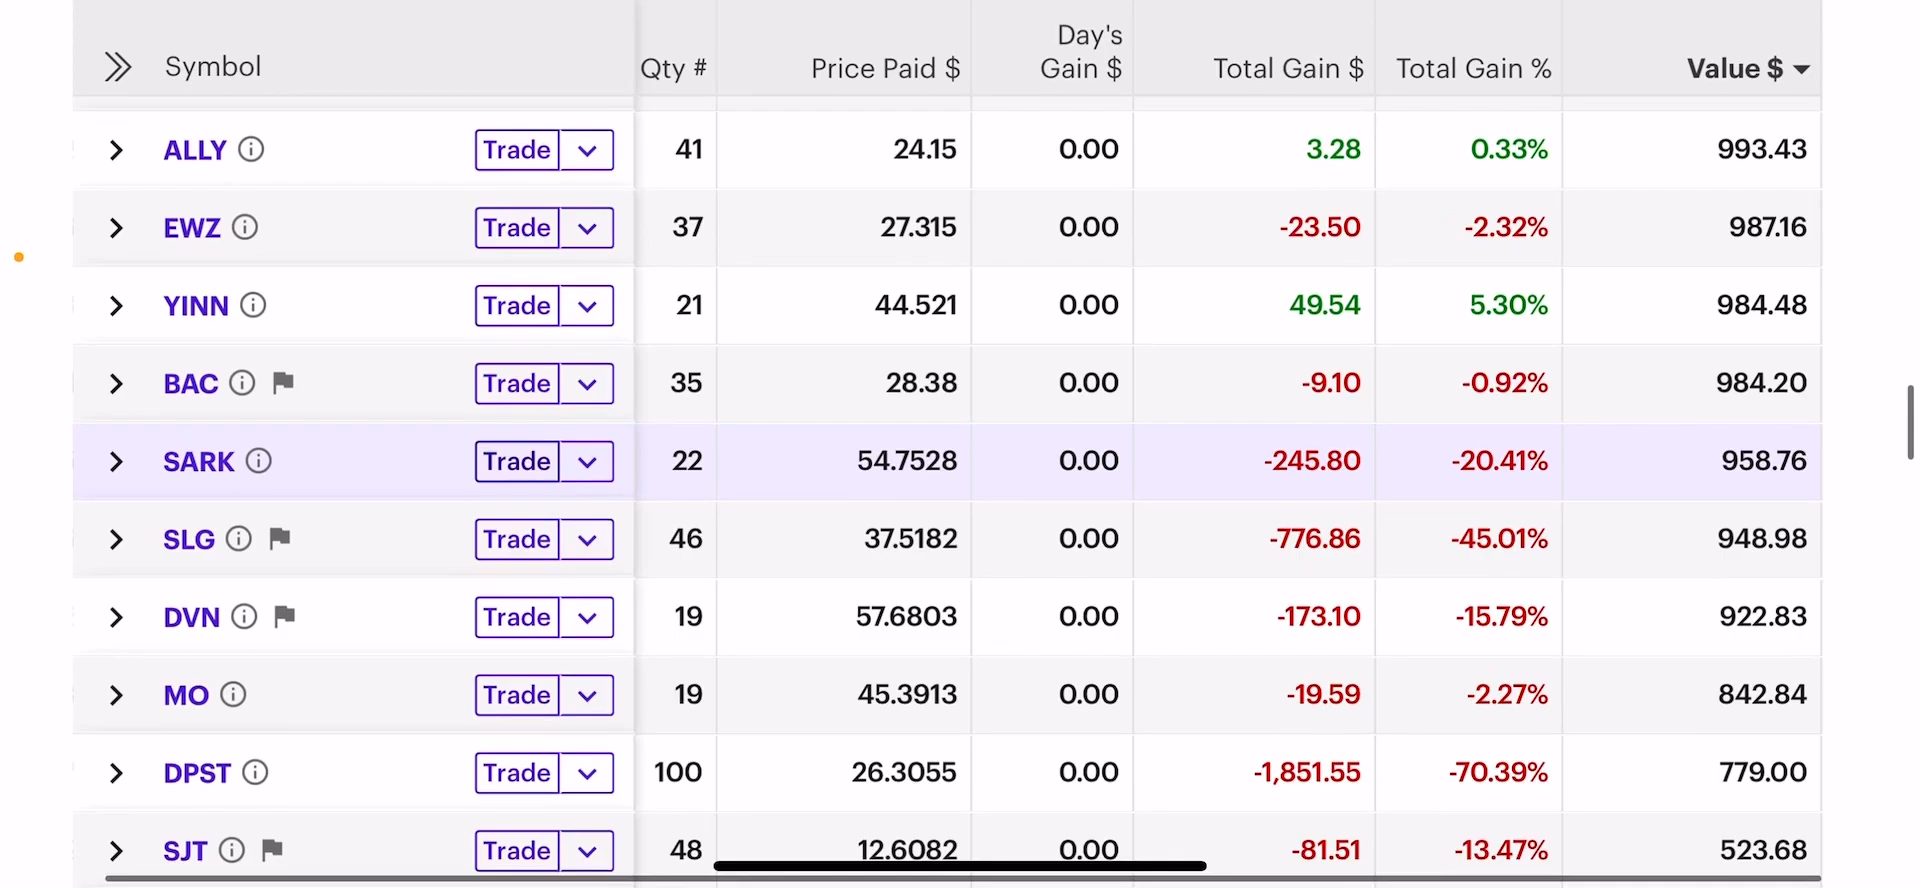 Symbol Qty # Price Paid $ Day's Gain $ Total Gain $ Total Gain % Value $
ALLY Trade 41 24.15 0.00 3.28 0.33% 993.43
EWZ Trade 37 27.315 0.00 -23.50 -2.32% 987.16
YINN Trade 21 44.521 0.00 49.54 5.30% 984.48
BAC Trade 35 28.38 0.00 -9.10 -0.92% 984.20
SARK Trade 22 54.7528 0.00 -245.80 -20.41% 958.76
SLG Trade 46 37.5182 0.00 -776.86 -45.01% 948.98
DVN Trade 19 57.6803 0.00 -173.10 -15.79% 922.83
MO Trade 19 45.3913 0.00 -19.59 -2.27% 842.84
DPST Trade 100 26.3055 0.00 -1,851.55 -70.39% 779.00
SJT Trade 48 12.6082 0.00 -81.51 -13.47% 523.68